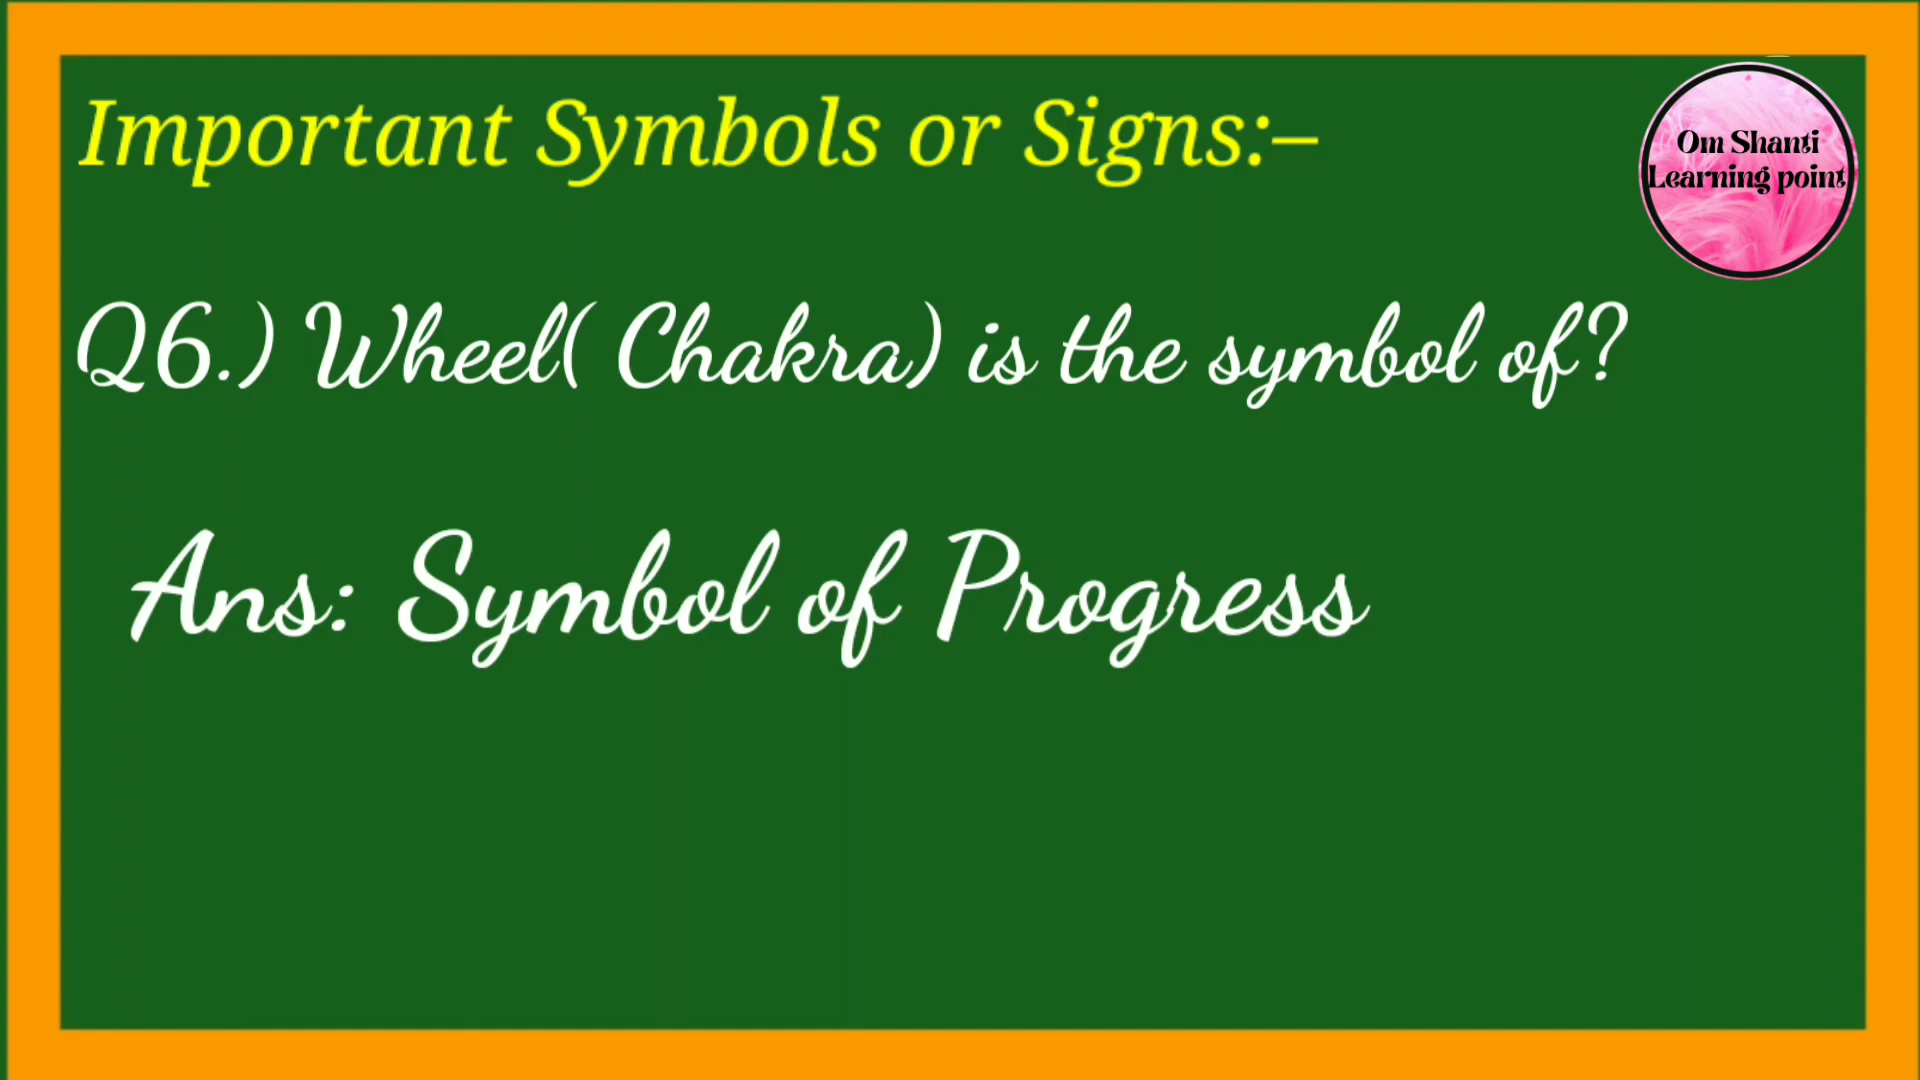 Important Symbols or Signs:–
Om Shanti
Learning point
Q6.) Wheel( Chakra) is the symbol of?
Ans: Symbol of Progress